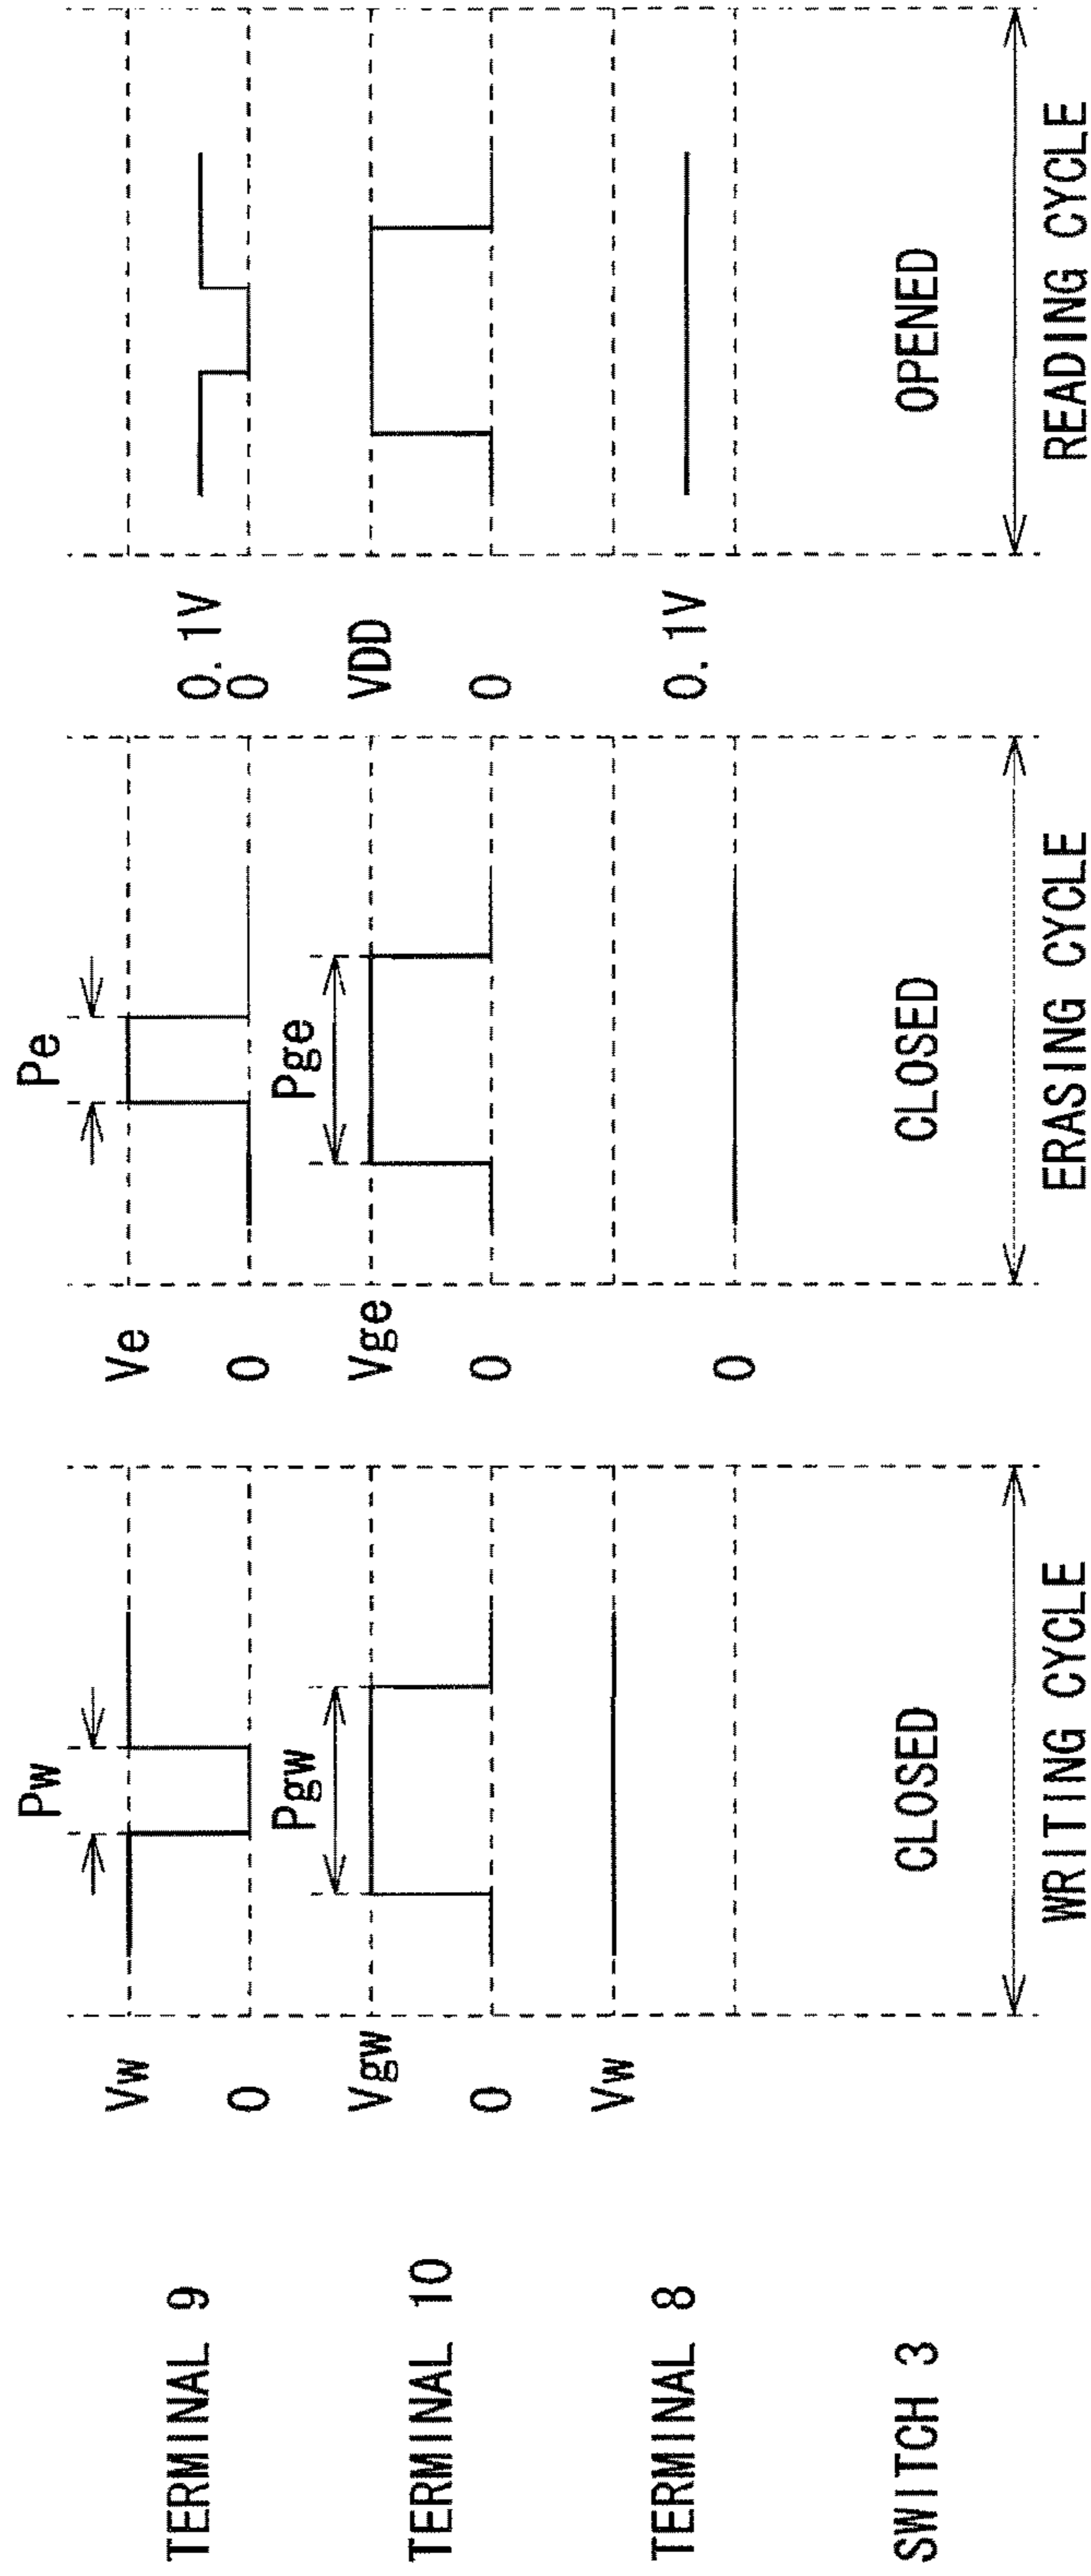 Pw
Pe
TERMINAL 9
Vw
Ve
0. 1V
0
0
0
Pgw
Pge
TERMINAL 10
Vgw
Vge
VDD
0
0
0
TERMINAL 8
Vw
0. 1V
0
SWITCH 3
CLOSED
CLOSED
OPENED
WRITING CYCLE
ERASING CYCLE
READING CYCLE